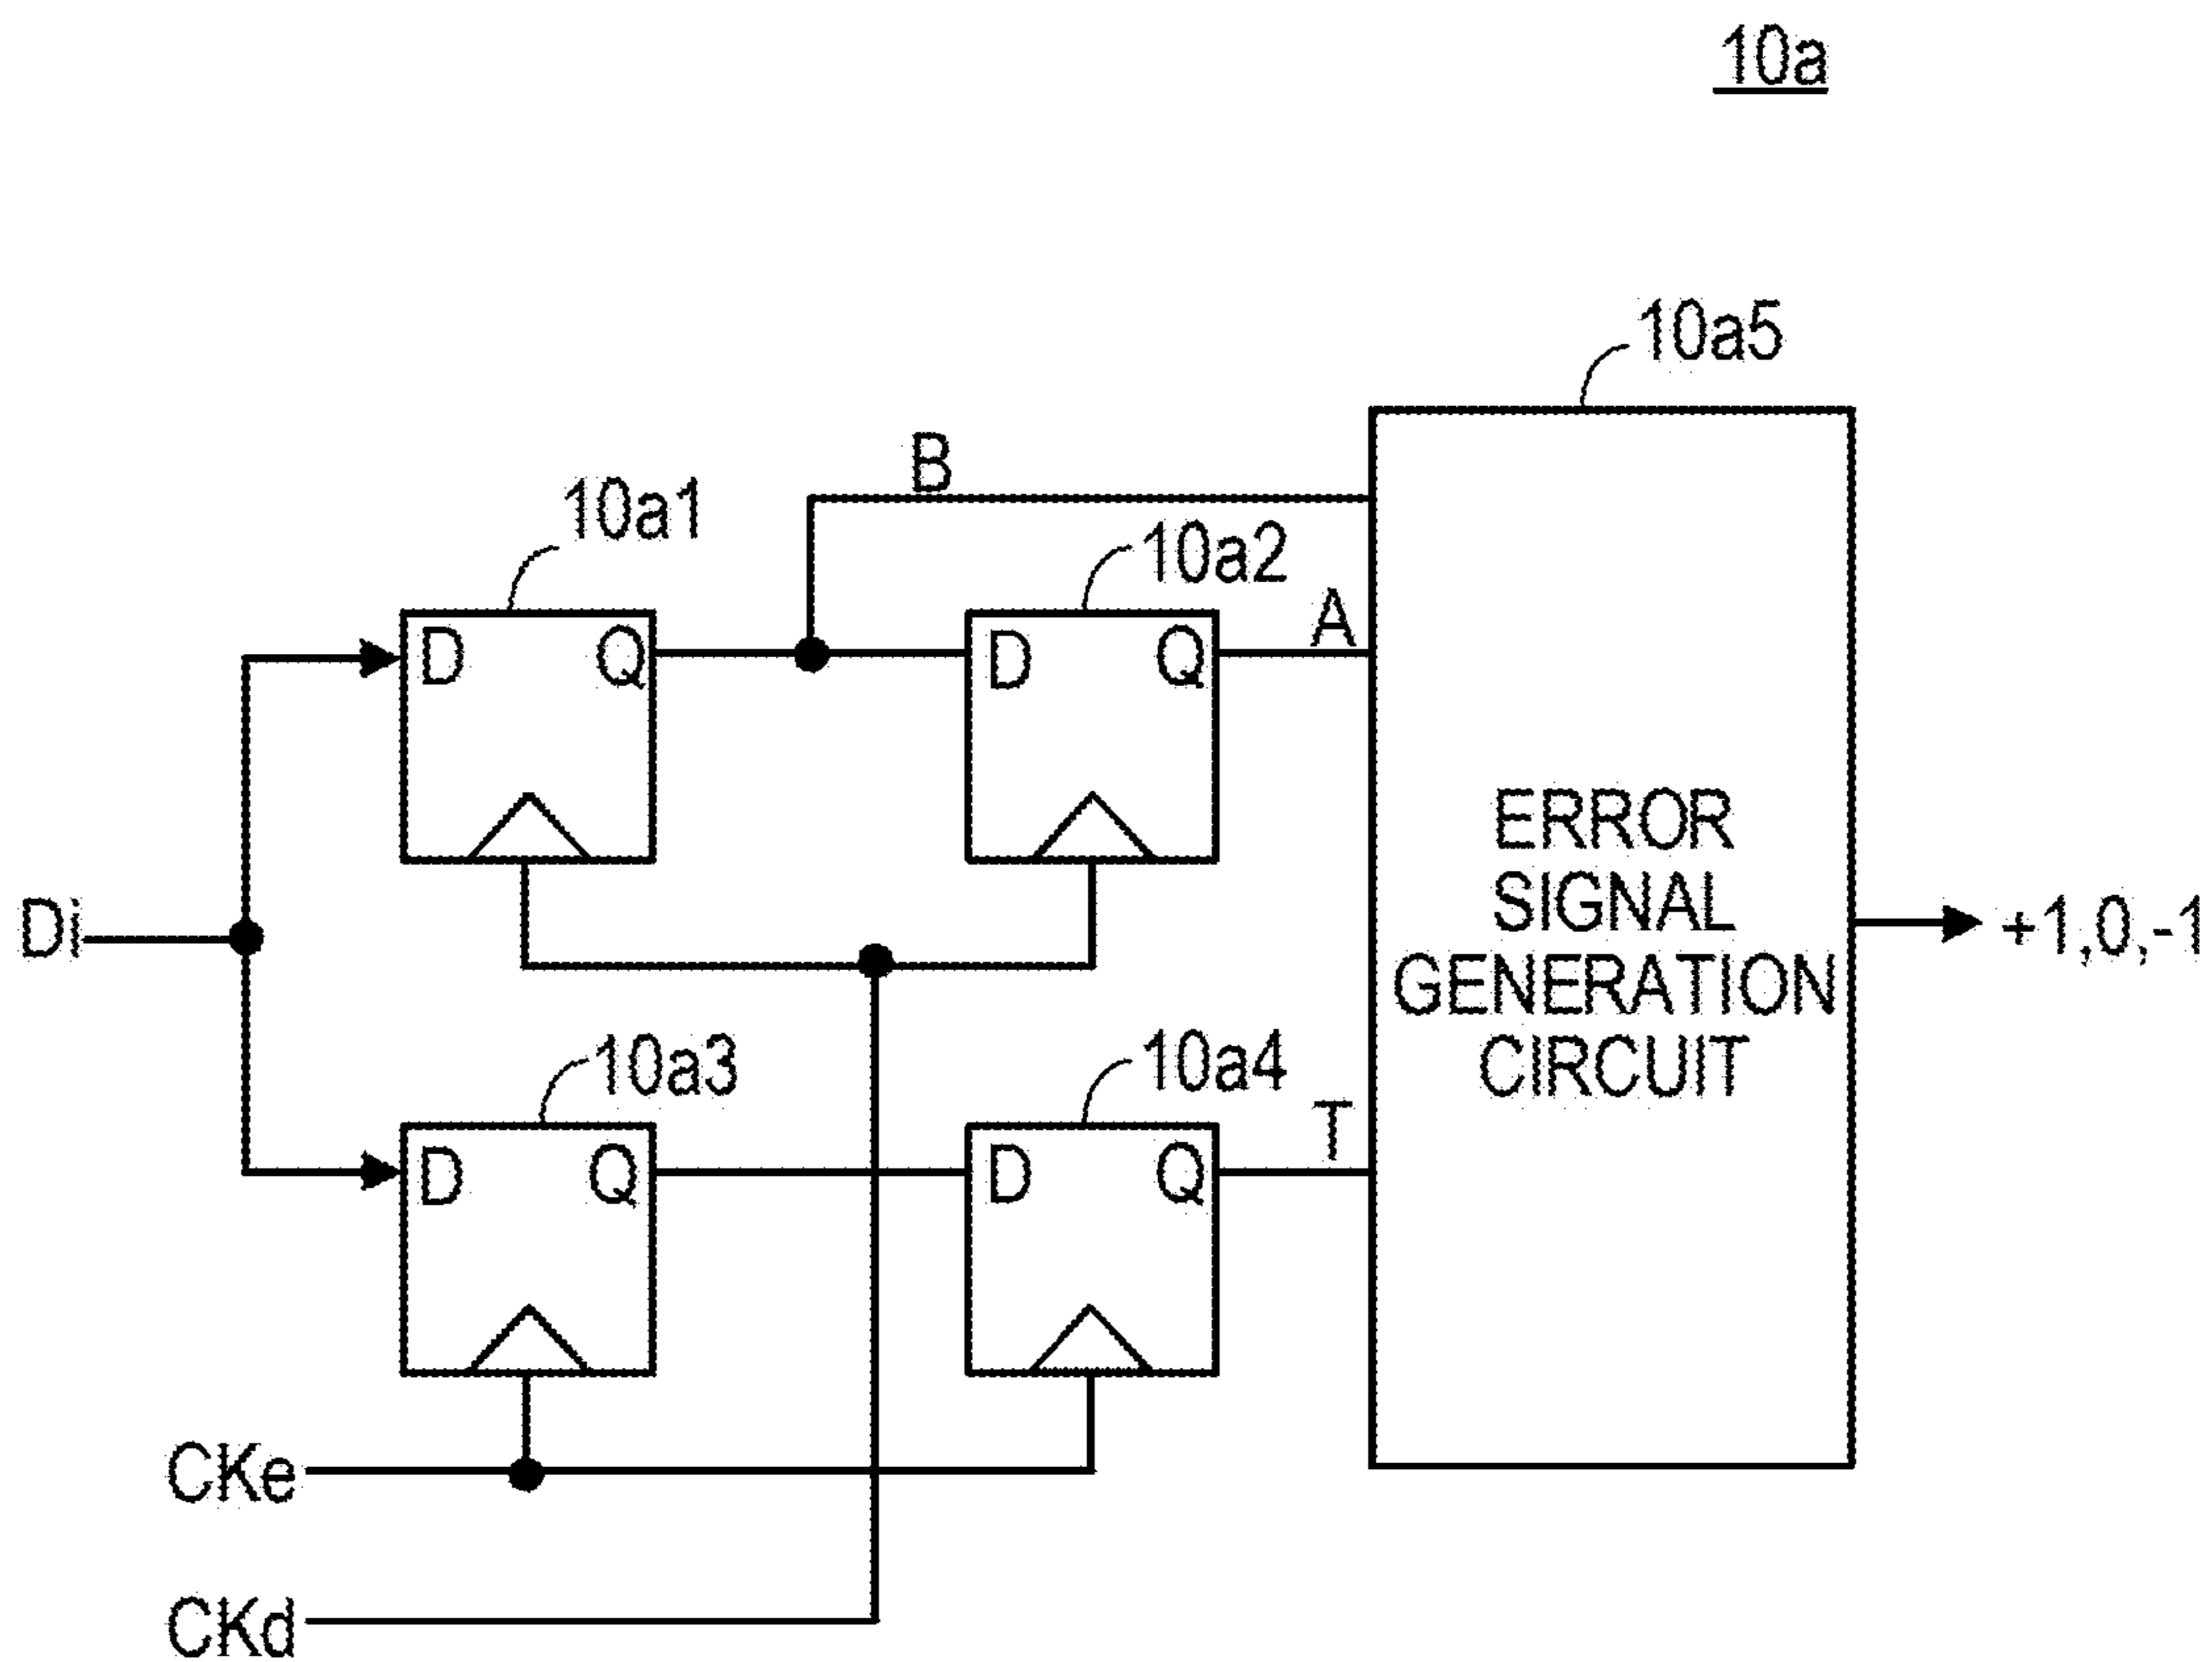 10a
10a5
B
10a1
10a2
A
D Q
D Q
Di
ERROR
SIGNAL
GENERATION
CIRCUIT
+1,0,-1
10a3
10a4
T
D Q
D Q
CKe
CKd